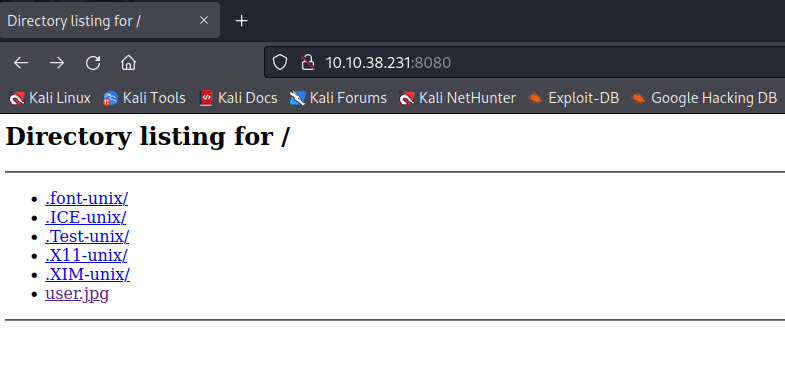 Directory listing for /
10.10.38.231:8080
Kali Linux Kali Tools Kali Docs Kali Forums Kali NetHunter Exploit-DB Google Hacking DB
Directory listing for /
.font-unix/
.ICE-unix/
.Test-unix/
.X11-unix/
.XIM-unix/
user.jpg